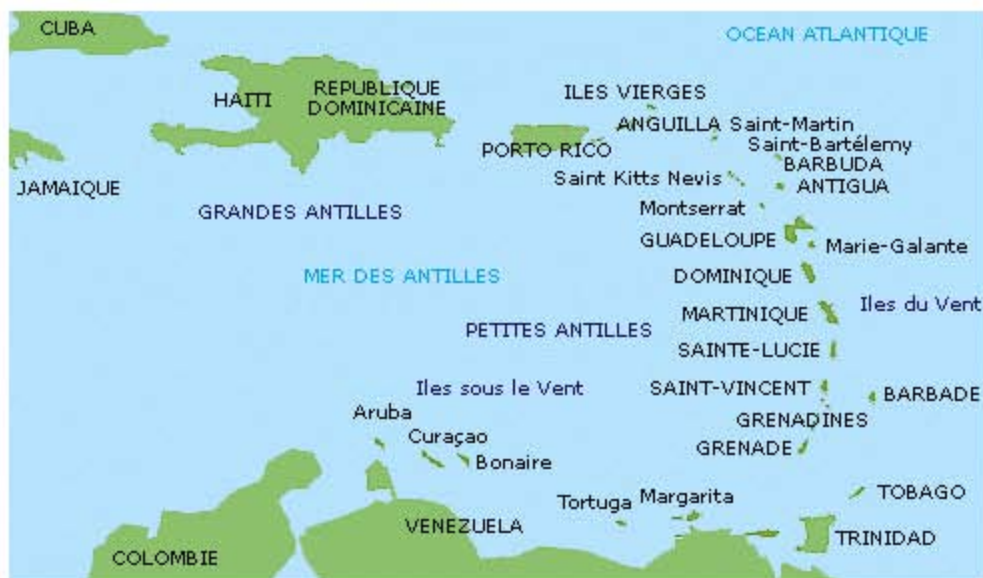 CUBA
OCEAN ATLANTIQUE
HAITI
REPUBLIQUE
DOMINICAINE
ILES VIERGES
ANGUILLA
Saint-Martin
PORTO RICO
Saint-Bartélemy
BARBUDA
JAMAIQUE
Saint Kitts Nevis
ANTIGUA
GRANDES ANTILLES
Montserrat
GUADELOUPE
Marie-Galante
MER DES ANTILLES
DOMINIQUE
MARTINIQUE
Iles du Vent
PETITES ANTILLES
SAINTE-LUCIE
Iles sous le Vent
SAINT-VINCENT
BARBADE
Aruba
GRENADINES
Curaçao
GRENADE
Bonaire
TOBAGO
Tortuga
Margarita
VENEZUELA
TRINIDAD
COLOMBIE